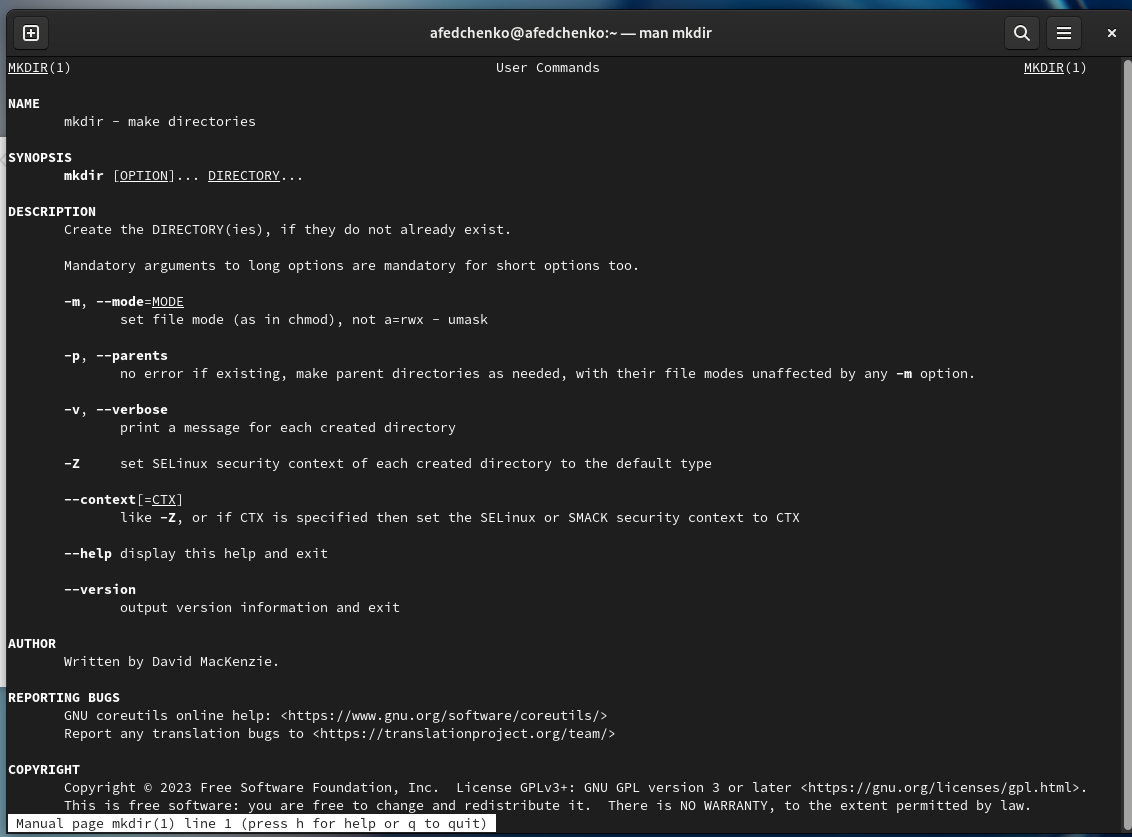 afedchenko@afedchenko:~ — man mkdir
MKDIR(1) User Commands MKDIR(1)
NAME
mkdir - make directories
SYNOPSIS
mkdir [OPTION]... DIRECTORY...
DESCRIPTION
Create the DIRECTORY(ies), if they do not already exist.
Mandatory arguments to long options are mandatory for short options too.
-m, --mode=MODE
set file mode (as in chmod), not a=rwx - umask
-p, --parents
no error if existing, make parent directories as needed, with their file modes unaffected by any -m option.
-v, --verbose
print a message for each created directory
-Z set SELinux security context of each created directory to the default type
--context[=CTX]
like -Z, or if CTX is specified then set the SELinux or SMACK security context to CTX
--help display this help and exit
--version
output version information and exit
AUTHOR
Written by David MacKenzie.
REPORTING BUGS
GNU coreutils online help: <https://www.gnu.org/software/coreutils/>
Report any translation bugs to <https://translationproject.org/team/>
COPYRIGHT
Copyright © 2023 Free Software Foundation, Inc. License GPLv3+: GNU GPL version 3 or later <https://gnu.org/licenses/gpl.html>.
This is free software: you are free to change and redistribute it. There is NO WARRANTY, to the extent permitted by law.
Manual page mkdir(1) line 1 (press h for help or q to quit)